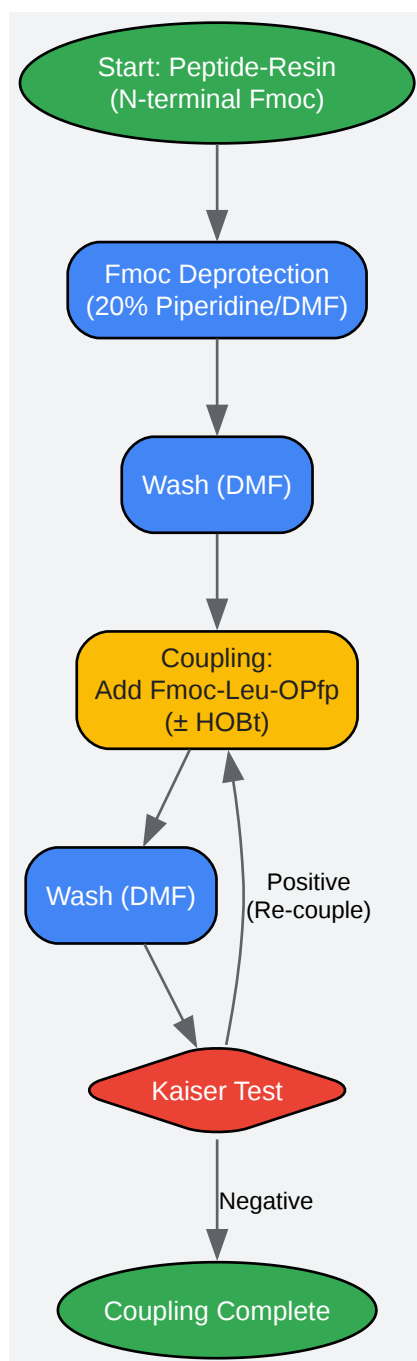 Start: Peptide-Resin
(N-terminal Fmoc)
Fmoc Deprotection
(20% Piperidine/DMF)
Wash (DMF)
Coupling:
Add Fmoc-Leu-OPfp
(± HOBt)
Wash (DMF)
Positive
(Re-couple)
Kaiser Test
Negative
Coupling Complete